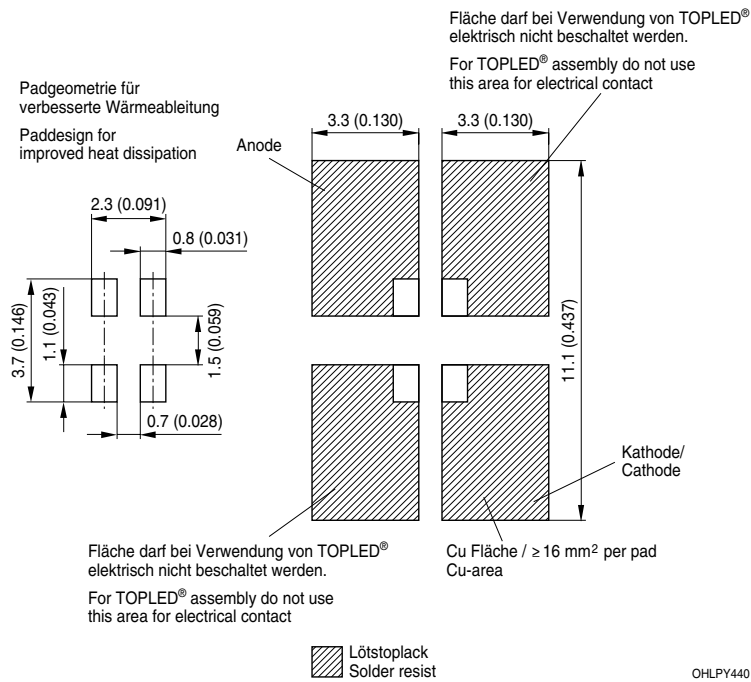 Fläche darf bei Verwendung von TOPLED®
elektrisch nicht beschaltet werden.
For TOPLED® assembly do not use
this area for electrical contact
Padgeometrie für
verbesserte Wärmeableitung
Paddesign for
improved heat dissipation
Anode
3.3 (0.130)
3.3 (0.130)
2.3 (0.091)
0.8 (0.031)
3.7 (0.146)
1.1 (0.043)
1.5 (0.059)
11.1 (0.437)
0.7 (0.028)
Kathode/
Cathode
Fläche darf bei Verwendung von TOPLED®
elektrisch nicht beschaltet werden.
For TOPLED® assembly do not use
this area for electrical contact
Cu Fläche / ≥ 16 mm² per pad
Cu-area
Lötstoplack
Solder resist
OHLPY440